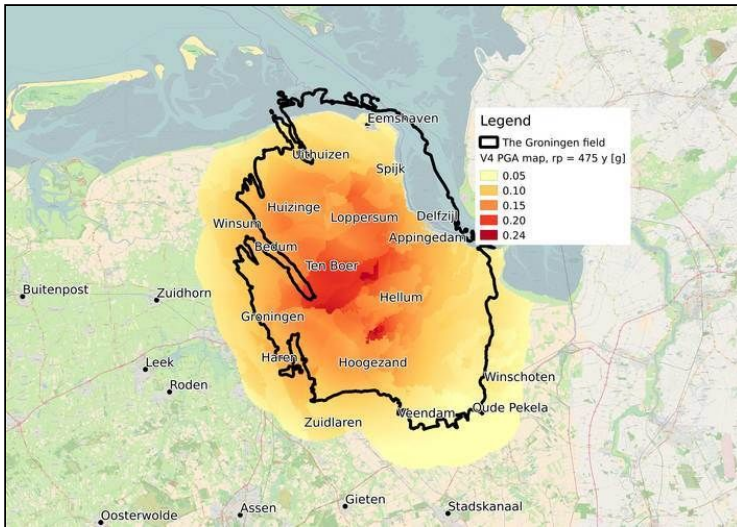 Eemshaven
Legend
The Groningen field
V4 PGA map, rp = 475 y [g]
0.05
0.10
0.15
0.20
0.24
Uithuizen
Spijk
Huizinge
Loppersum
Delfzijl
Winsum
Appingedam
Bedum
Ten Boer
Buitenpost
Zuidhorn
Hellum
Groningen
Haren
Hoogezand
Leek
Roden
Winschoten
Veendam
Oude Pekela
Zuidlaren
Gieten
Assen
Stadskanaal
Oosterwolde